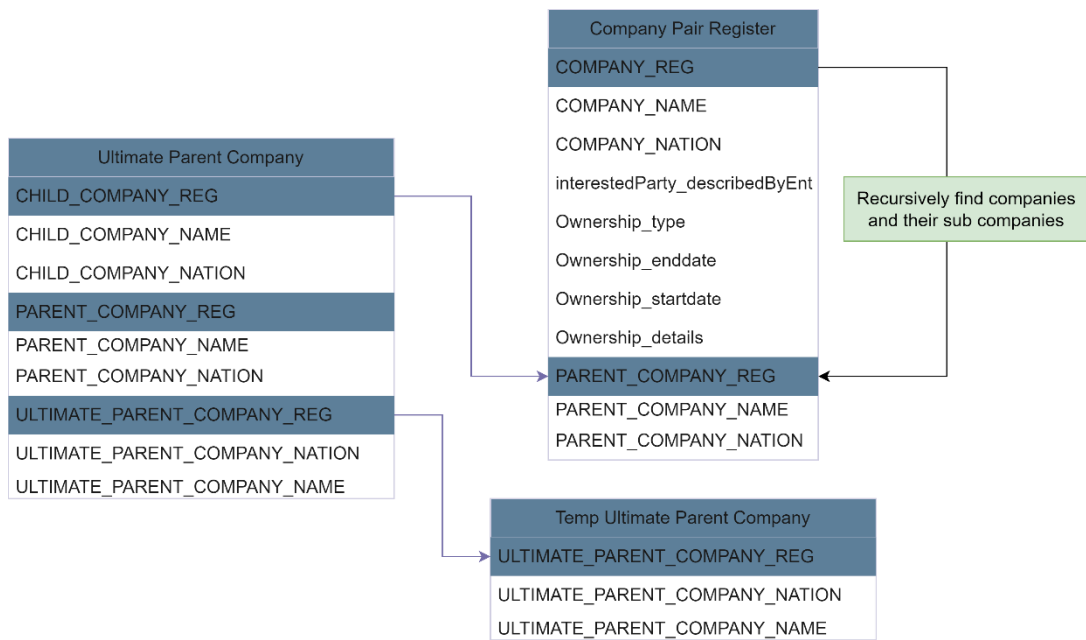 Company Pair Register
COMPANY_REG
COMPANY_NAME
COMPANY_NATION
interestedParty_describedByEnt
Ownership_type
Ownership_enddate
Ownership_startdate
Ownership_details
PARENT_COMPANY_REG
PARENT_COMPANY_NAME
PARENT_COMPANY_NATION
Recursively find companies
and their sub companies
Ultimate Parent Company
CHILD_COMPANY_REG
CHILD_COMPANY_NAME
CHILD_COMPANY_NATION
PARENT_COMPANY_REG
PARENT_COMPANY_NAME
PARENT_COMPANY_NATION
ULTIMATE_PARENT_COMPANY_REG
ULTIMATE_PARENT_COMPANY_NATION
ULTIMATE_PARENT_COMPANY_NAME
Temp Ultimate Parent Company
ULTIMATE_PARENT_COMPANY_REG
ULTIMATE_PARENT_COMPANY_NATION
ULTIMATE_PARENT_COMPANY_NAME